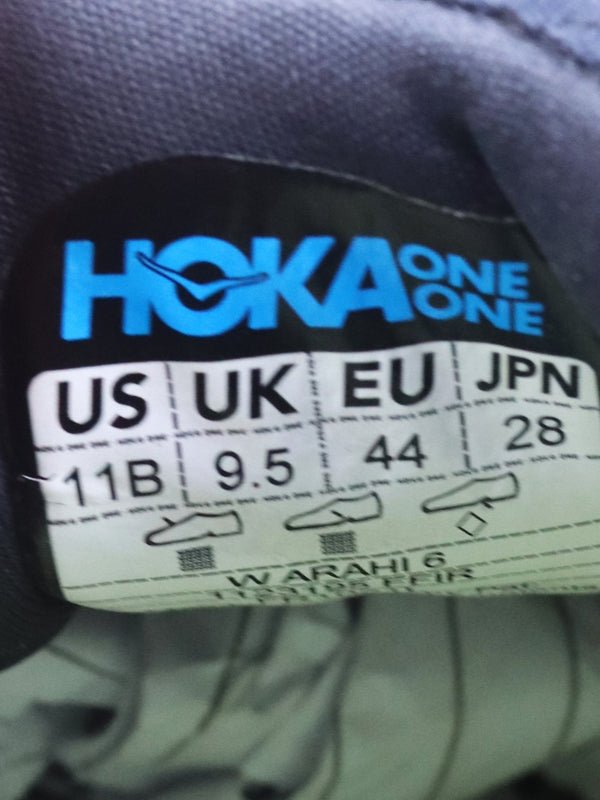 HOKA ONE ONE
US UK EU JPN
11B 9.5 44 28
W ARAHI 6